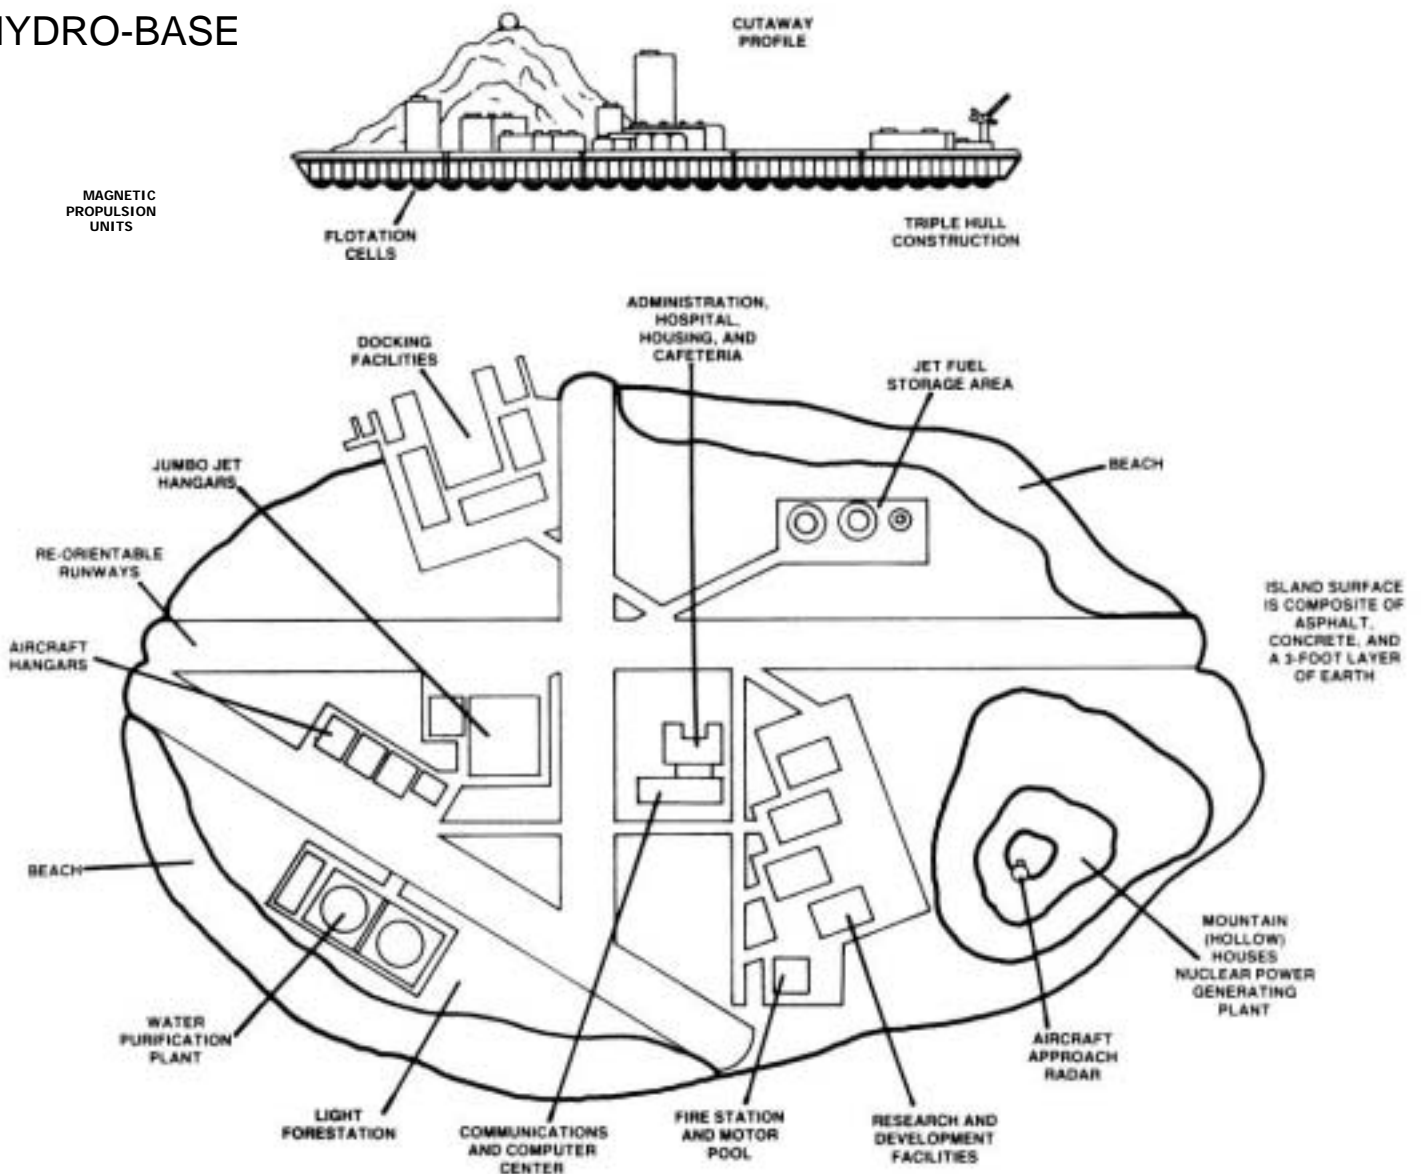 HYDRO-BASE
CUTAWAY
PROFILE
MAGNETIC
PROPULSION
UNITS
FLOTATION
CELLS
TRIPLE HULL
CONSTRUCTION
ADMINISTRATION,
HOSPITAL,
HOUSING, AND
CAFETERIA
DOCKING
FACILITIES
JET FUEL
STORAGE AREA
JUMBO JET
HANGARS
BEACH
RE-ORIENTABLE
RUNWAYS
ISLAND SURFACE
IS COMPOSITE OF
ASPHALT,
CONCRETE, AND
A 3-FOOT LAYER
OF EARTH
AIRCRAFT
HANGARS
BEACH
MOUNTAIN
(HOLLOW)
HOUSES
NUCLEAR POWER
GENERATING
PLANT
WATER
PURIFICATION
PLANT
AIRCRAFT
APPROACH
RADAR
LIGHT
FORESTATION
COMMUNICATIONS
AND COMPUTER
CENTER
FIRE STATION
AND MOTOR
POOL
RESEARCH AND
DEVELOPMENT
FACILITIES